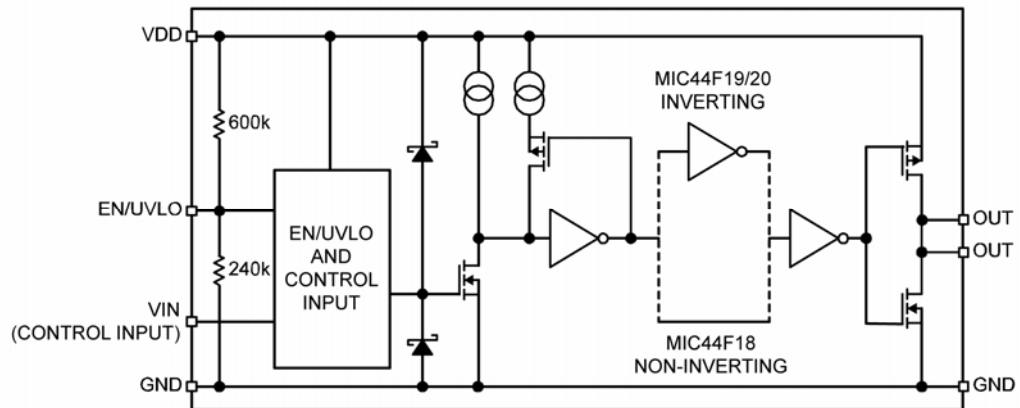 VDD
MIC44F19/20
INVERTING
600k
EN/UVLO
EN/UVLO
AND
CONTROL
INPUT
OUT
OUT
240k
VIN
(CONTROL INPUT)
MIC44F18
NON-INVERTING
GND
GND